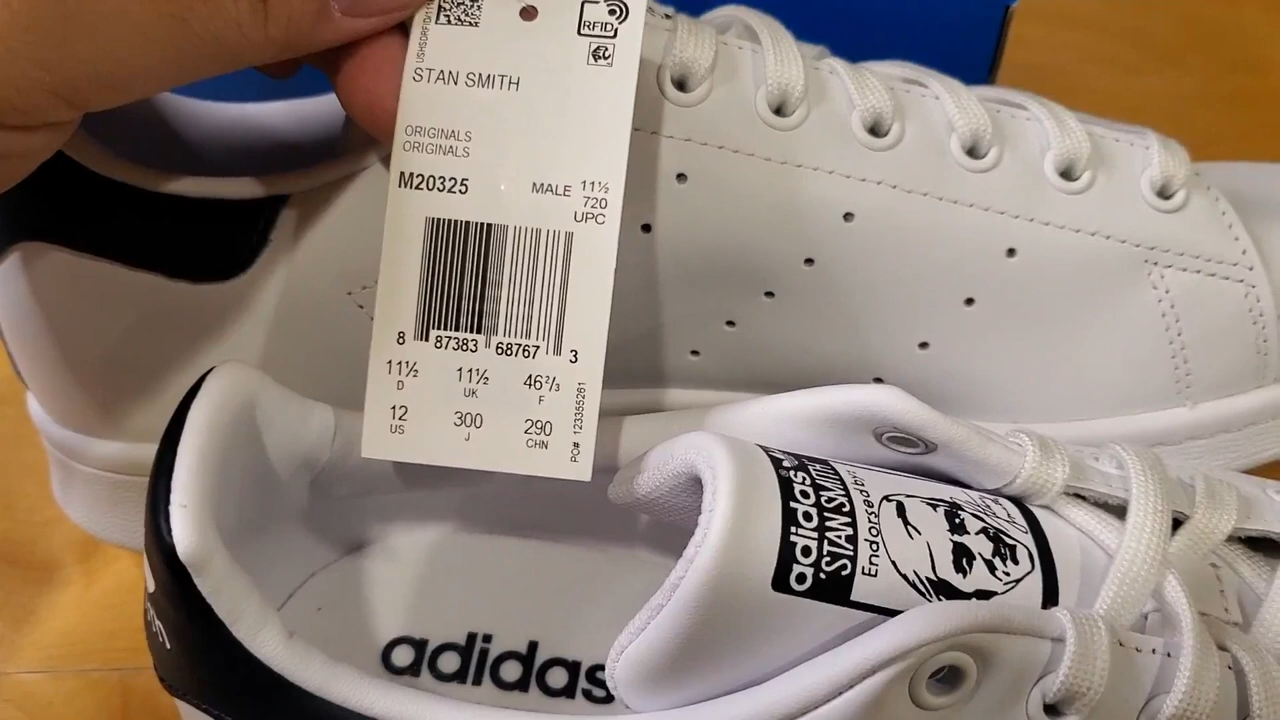 RFID
STAN SMITH
ORIGINALS
ORIGINALS
M20325
MALE 11½
720
UPC
8 87383 68767 3
11½ 11½ 46⅔
D UK F
12 300 290
US J CHN
PO# 123355261
adidas
"STAN SMITH"
Endorsed by:
adidas